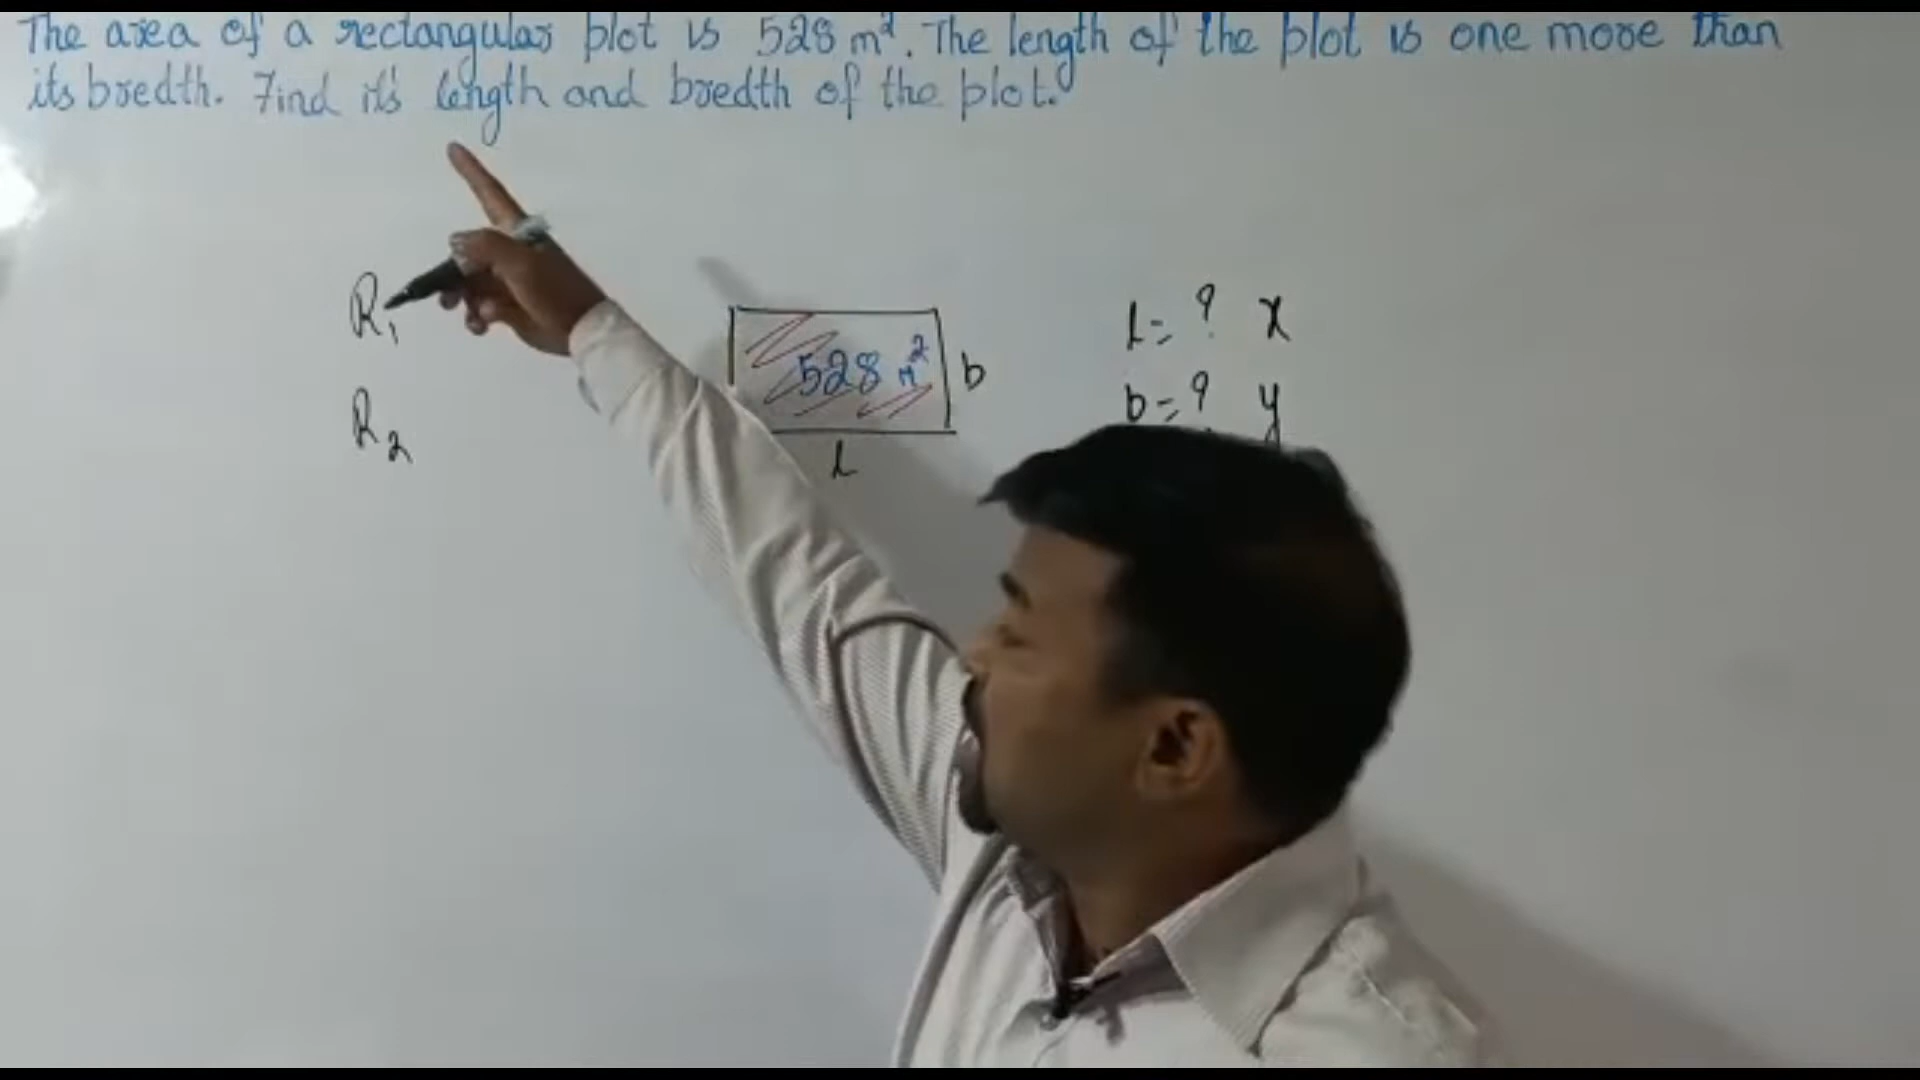 The area of a rectangular plot is 528 m². The length of the plot is one more than
its bredth. Find it's length and bredth of the plot.
R₁
R₂
528 m²
b
l
l = ? x
b = ? y